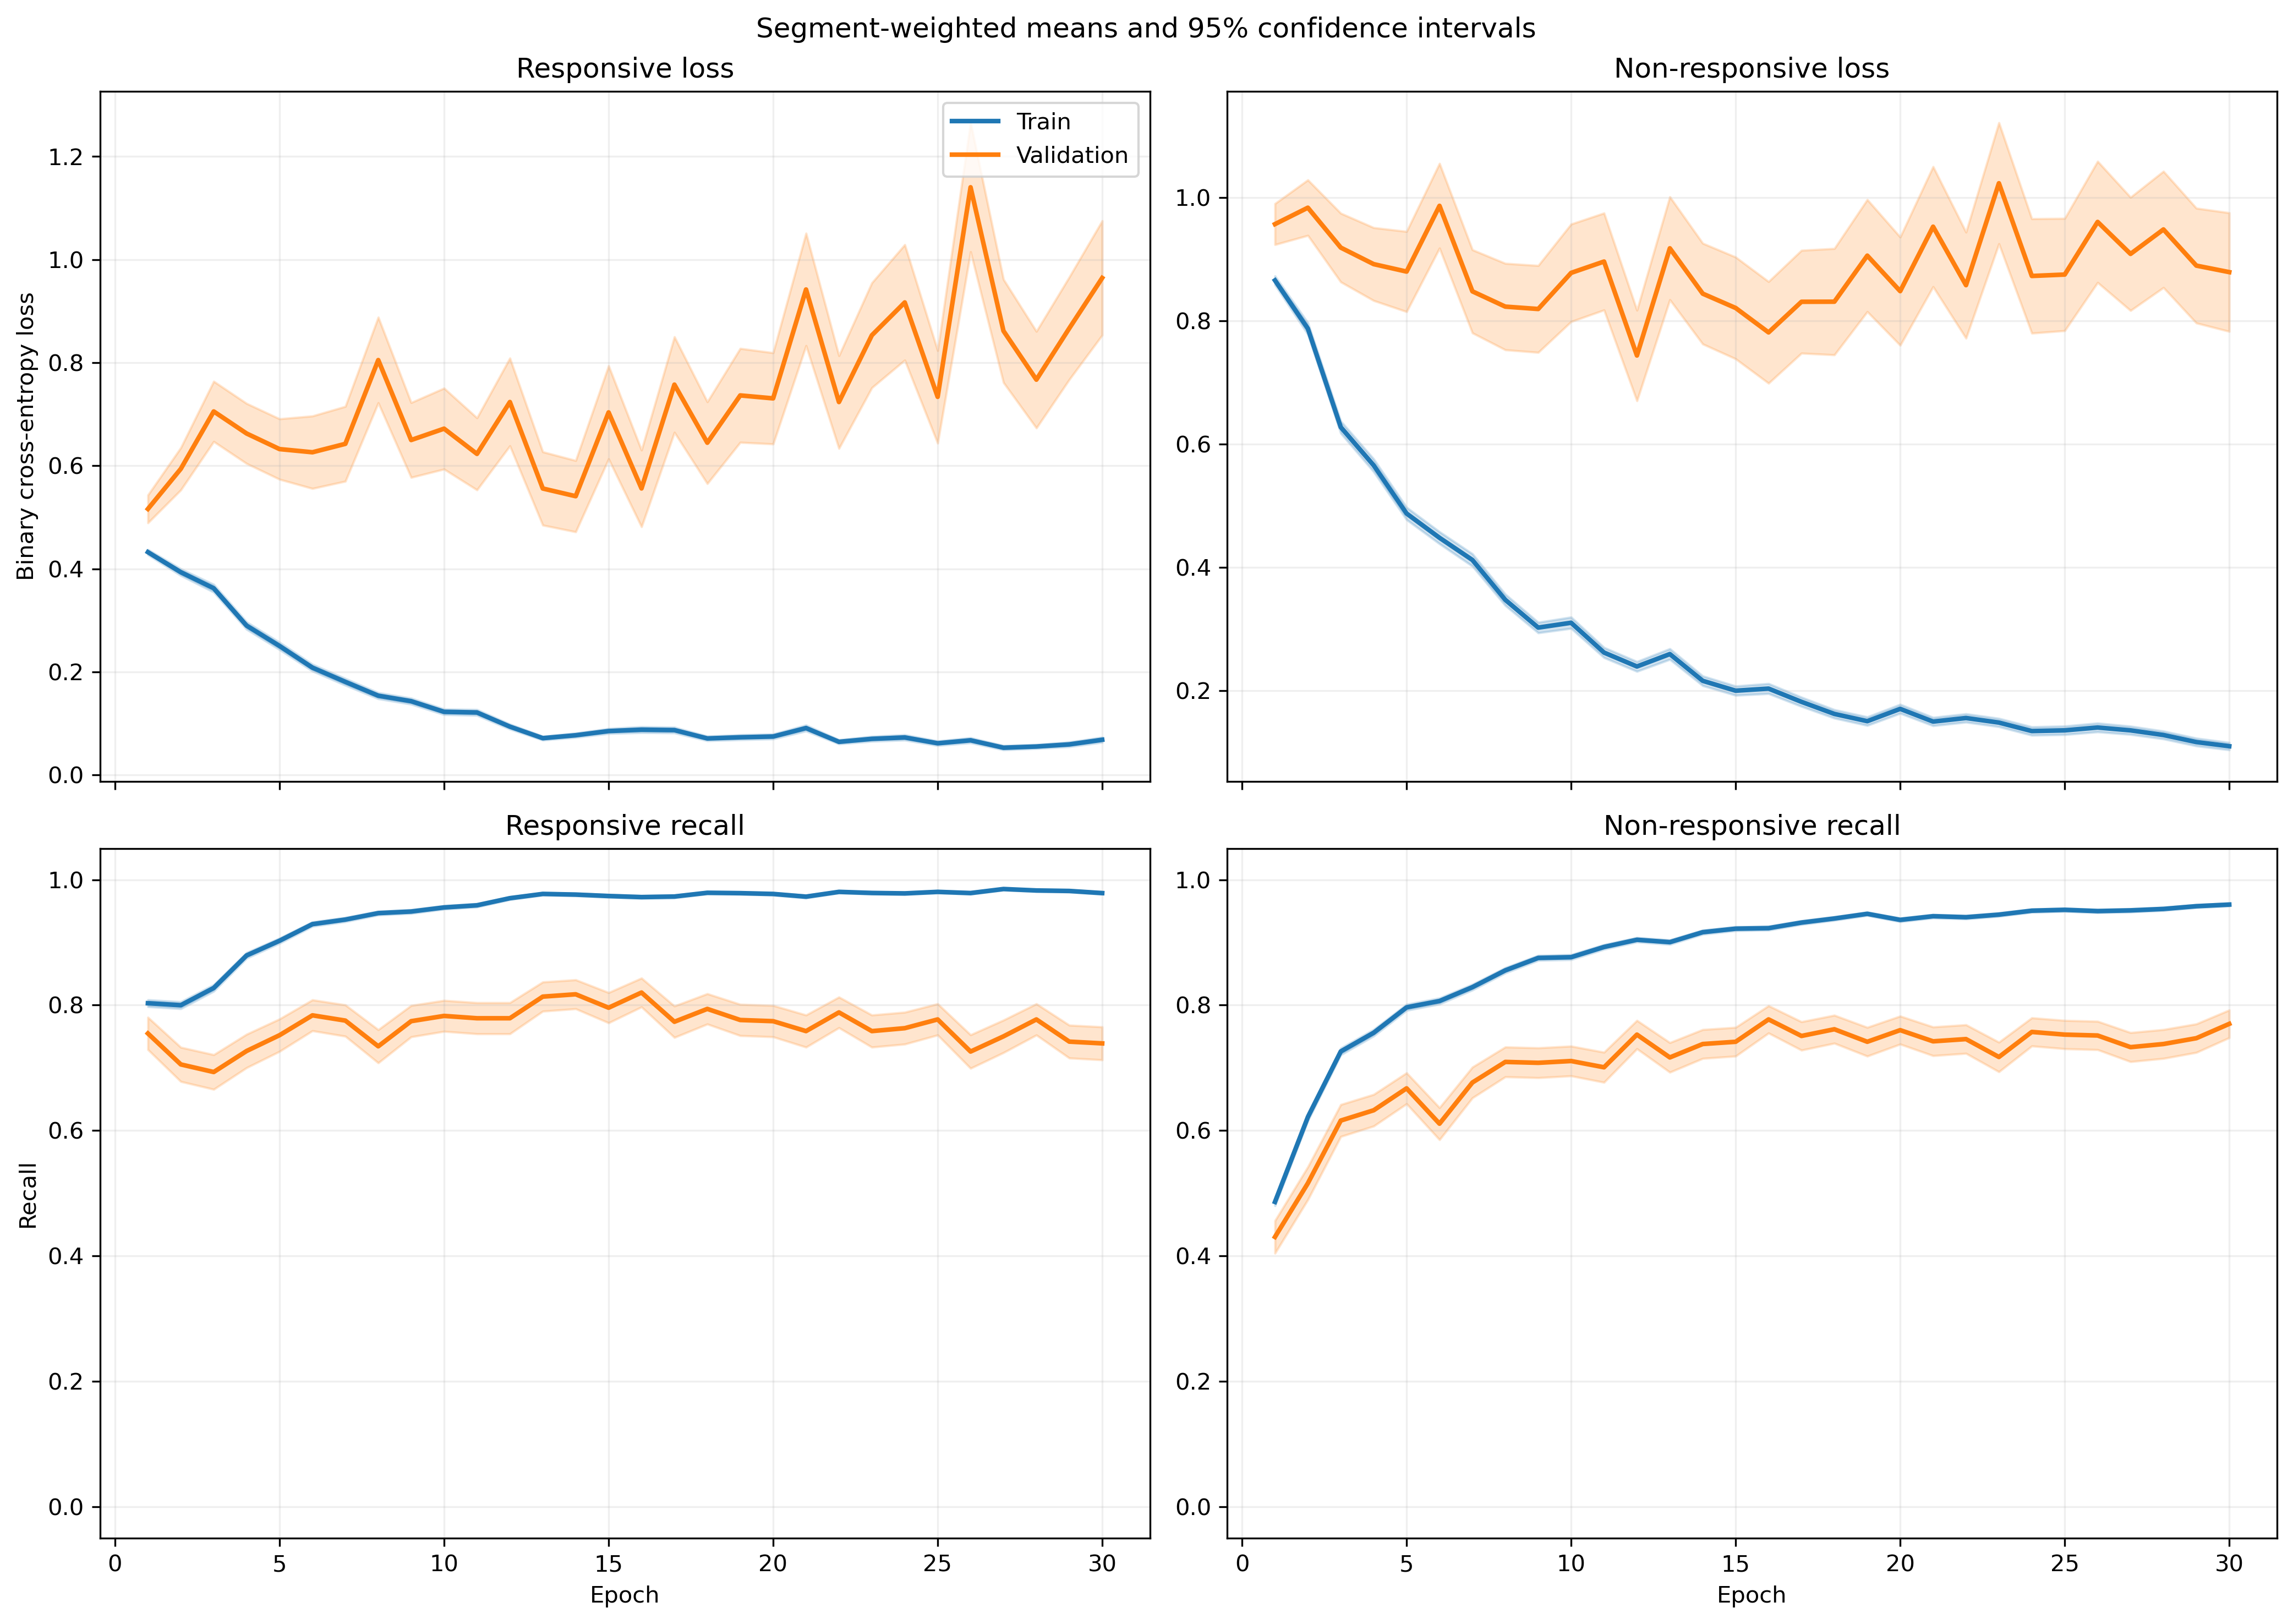 Segment-weighted means and 95% confidence intervals
Responsive loss
Non-responsive loss
Train
Validation
Binary cross-entropy loss
1.2
1.0
0.8
0.6
0.4
0.2
0.0
1.0
0.8
0.6
0.4
0.2
Responsive recall
Non-responsive recall
Recall
1.0
0.8
0.6
0.4
0.2
0.0
1.0
0.8
0.6
0.4
0.2
0.0
0 5 10 15 20 25 30
0 5 10 15 20 25 30
Epoch
Epoch